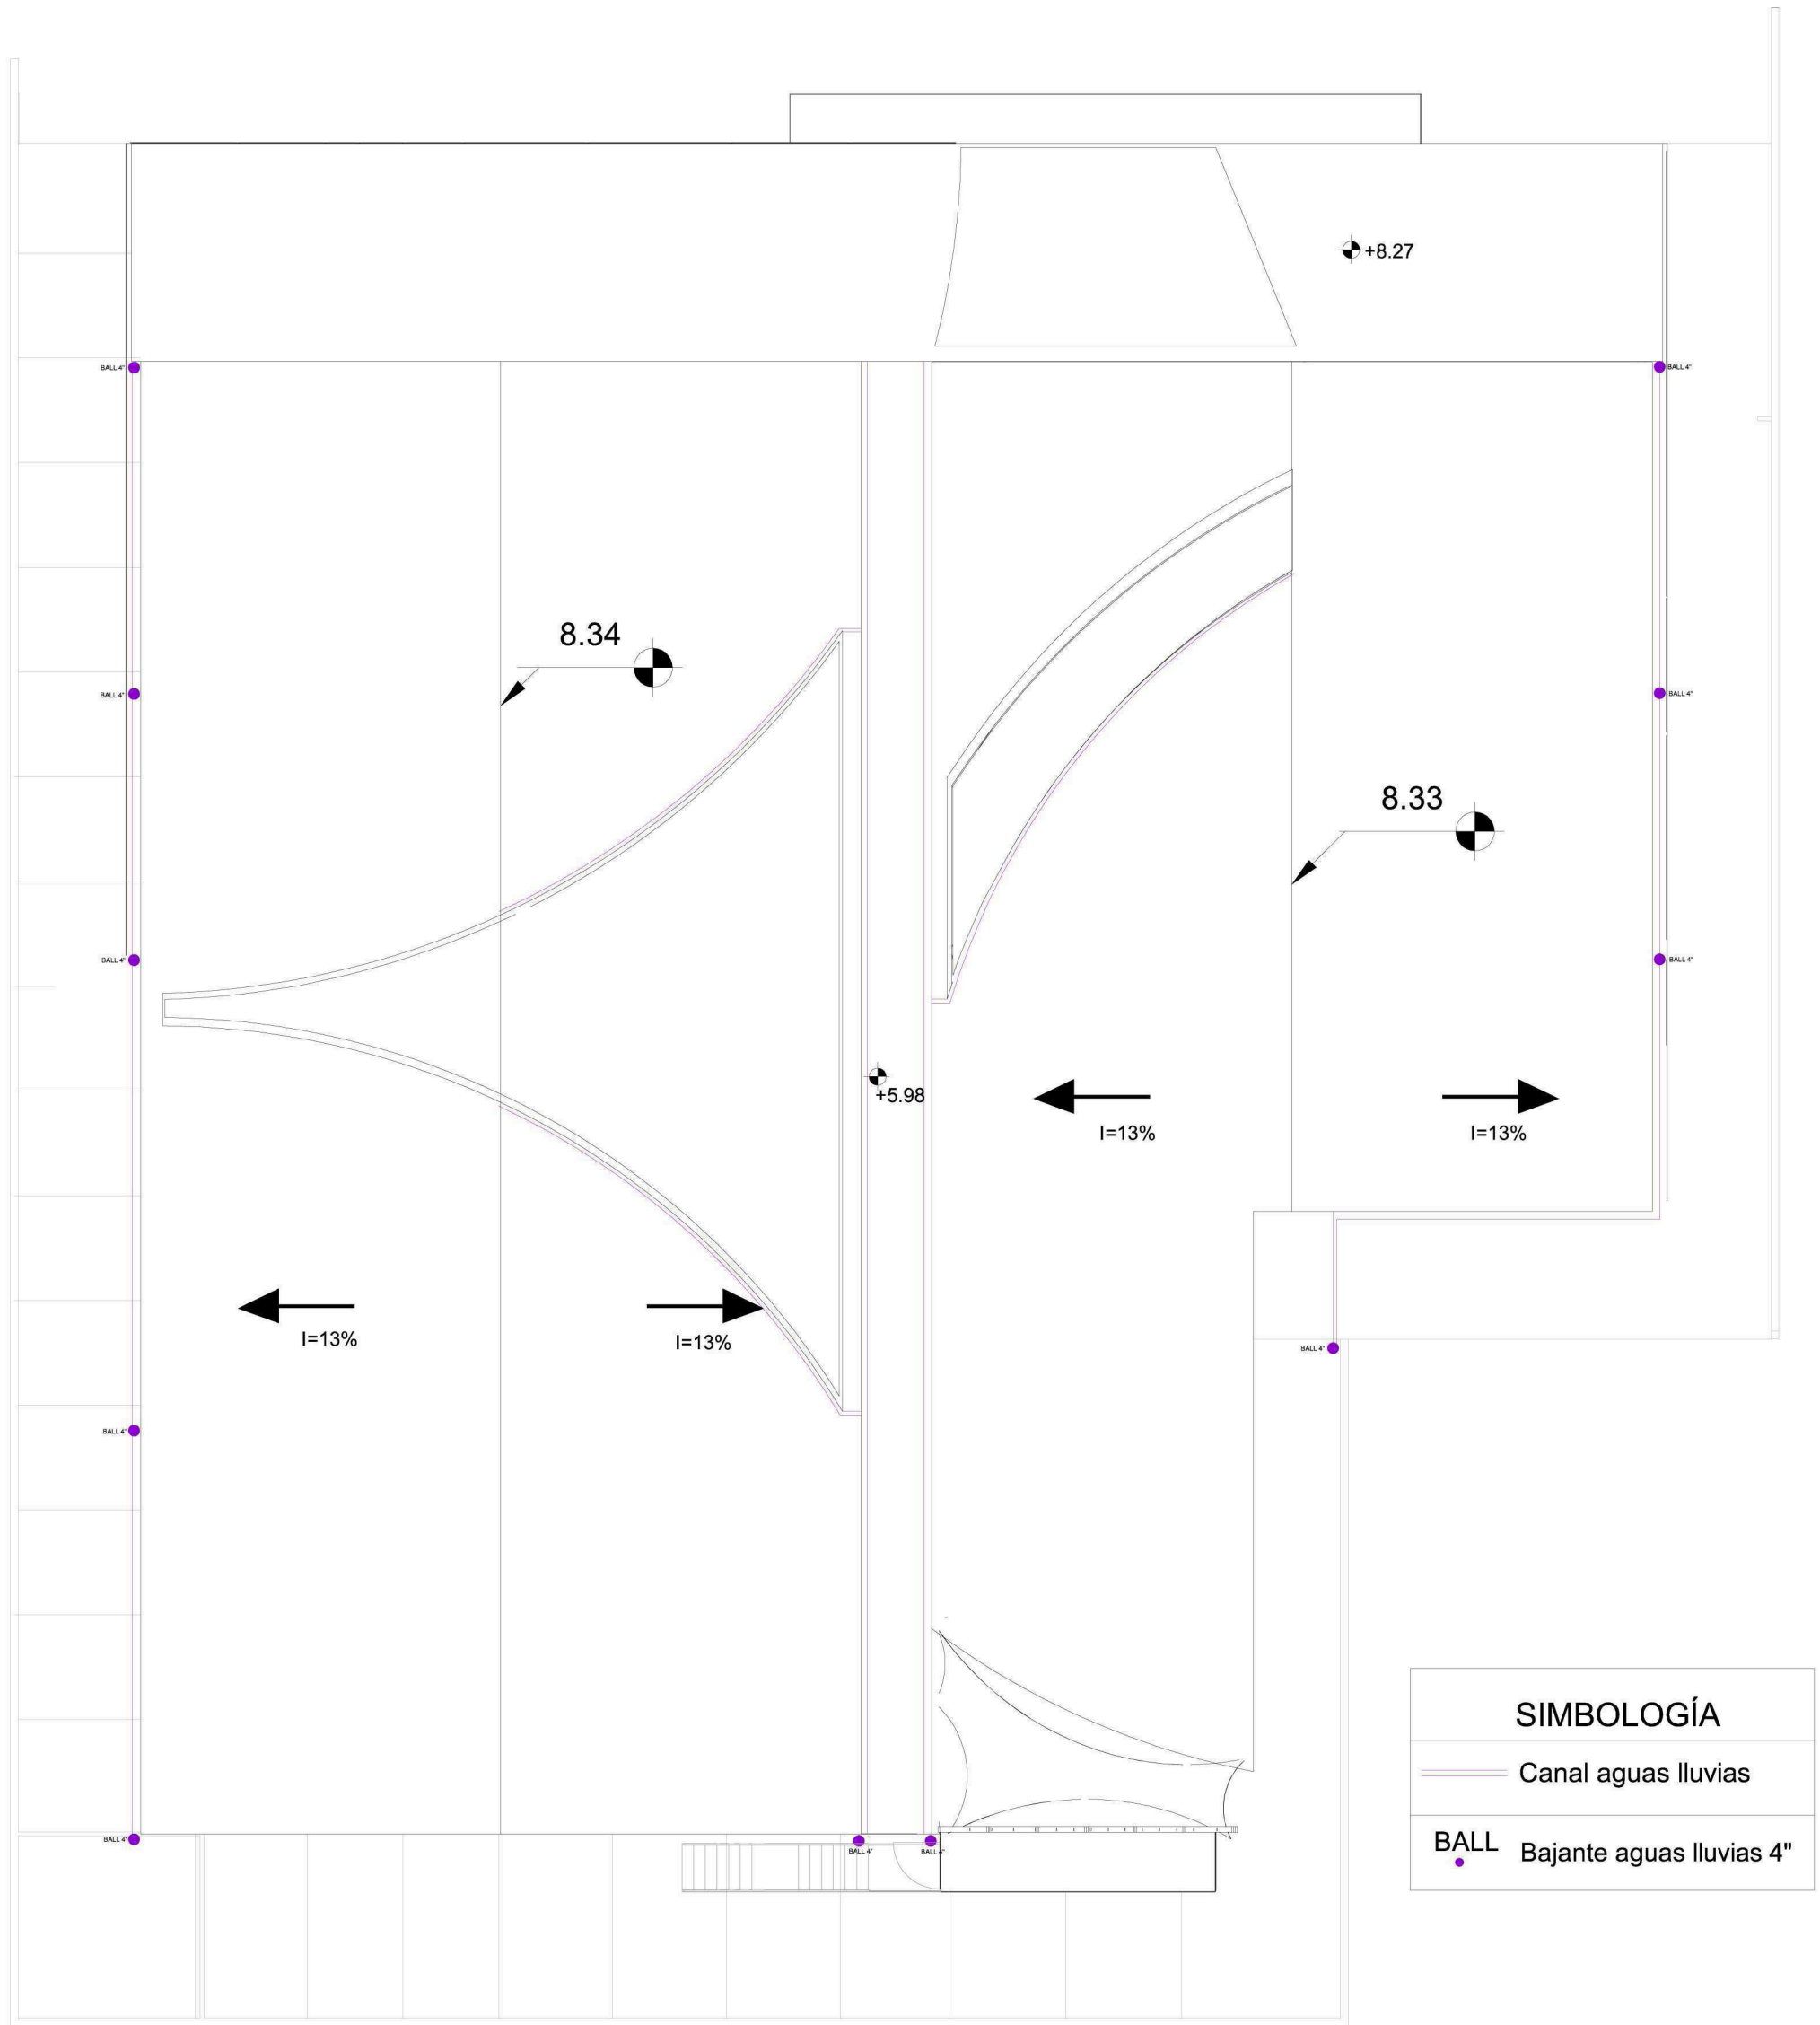 +8.27
BALL 4"
BALL 4"
8.34
BALL 4"
BALL 4"
8.33
BALL 4"
BALL 4"
+5.98
I=13%
I=13%
I=13%
I=13%
BALL 4"
BALL 4"
SIMBOLOGÍA
Canal aguas lluvias
BALL 4"
BALL 4"
BALL 4"
BALL
Bajante aguas lluvias 4"